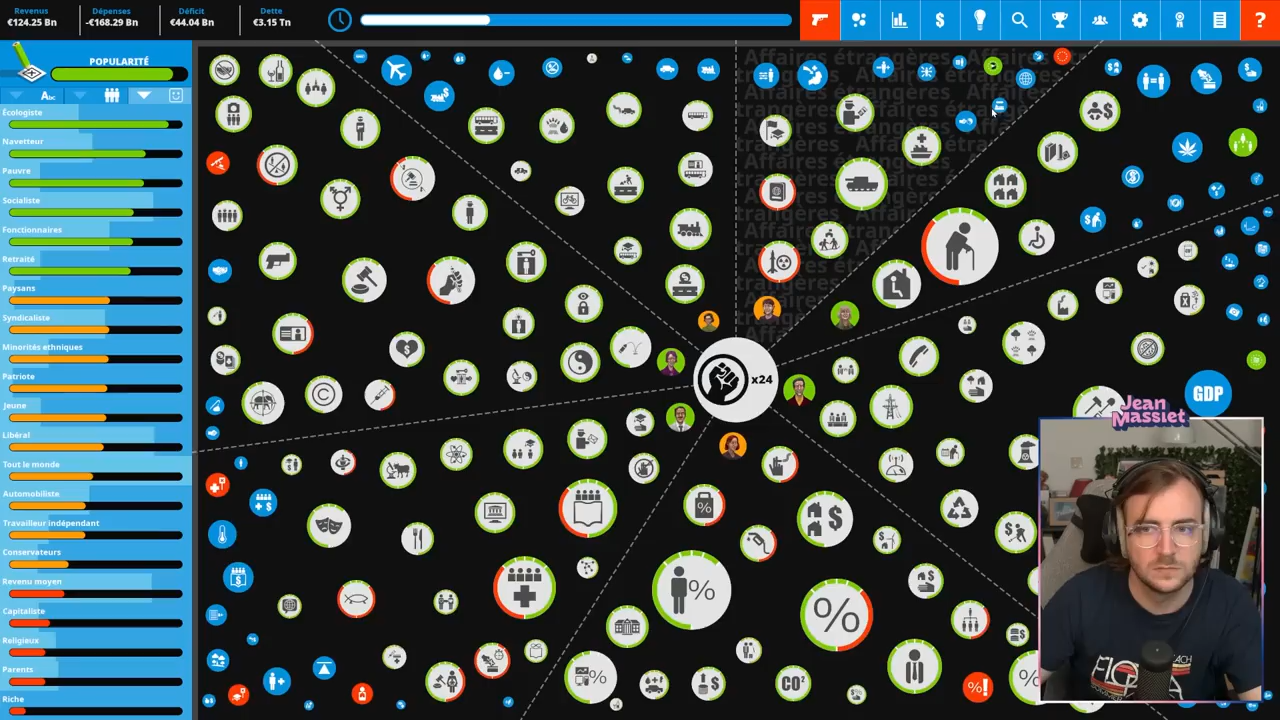 Revenus
€124.25 Bn
Dépenses
-€168.29 Bn
Déficit
€44.04 Bn
Dette
€3.15 Tn
?
POPULARITÉ
ABC
Écologiste
Navetteur
Pauvre
Socialiste
Fonctionnaires
Retraité
Paysans
Syndicaliste
Minorités ethniques
Patriote
Jeune
Libéral
Tout le monde
Automobiliste
Travailleur indépendant
Conservateurs
Revenu moyen
Capitaliste
Religieux
Parents
Riche
Affaires étrangères
x24
GDP
CO²
%
%
%
%!
Jean
Massiet